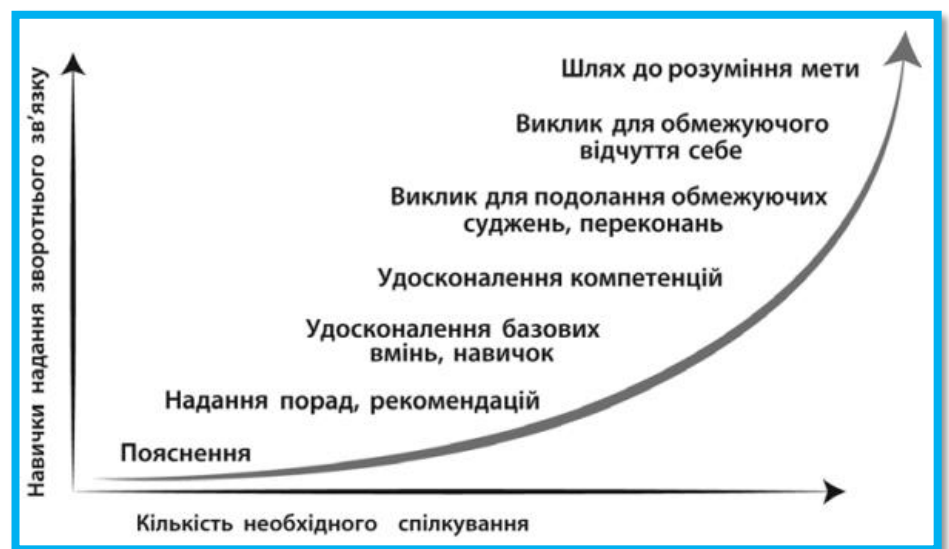 Навички надання зворотнього зв’язку
Шлях до розуміння мети
Виклик для обмежуючого
відчуття себе
Виклик для подолання обмежуючих
суджень, переконань
Удосконалення компетенцій
Удосконалення базових
вмінь, навичок
Надання порад, рекомендацій
Пояснення
Кількість необхідного спілкування